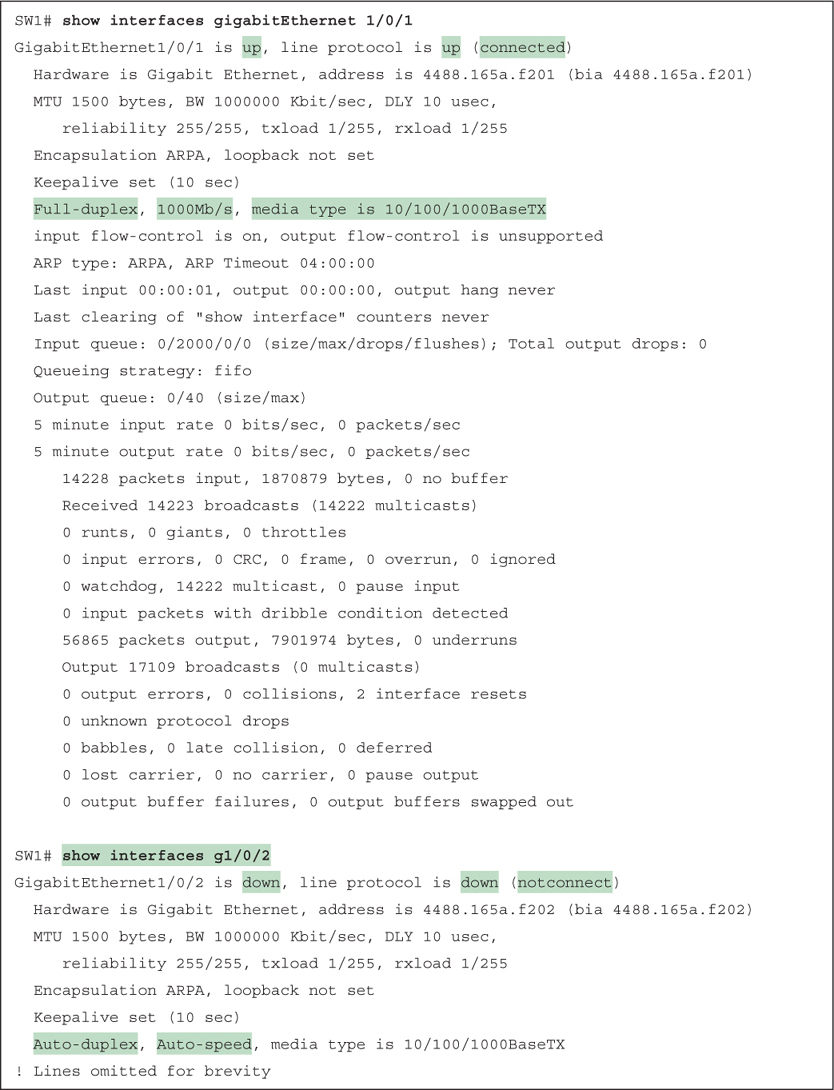 SW1# show interfaces gigabitEthernet 1/0/1
GigabitEthernet1/0/1 is up, line protocol is up (connected)
  Hardware is Gigabit Ethernet, address is 4488.165a.f201 (bia 4488.165a.f201)
  MTU 1500 bytes, BW 1000000 Kbit/sec, DLY 10 usec,
     reliability 255/255, txload 1/255, rxload 1/255
  Encapsulation ARPA, loopback not set
  Keepalive set (10 sec)
  Full-duplex, 1000Mb/s, media type is 10/100/1000BaseTX
  input flow-control is on, output flow-control is unsupported
  ARP type: ARPA, ARP Timeout 04:00:00
  Last input 00:00:01, output 00:00:00, output hang never
  Last clearing of "show interface" counters never
  Input queue: 0/2000/0/0 (size/max/drops/flushes); Total output drops: 0
  Queueing strategy: fifo
  Output queue: 0/40 (size/max)
  5 minute input rate 0 bits/sec, 0 packets/sec
  5 minute output rate 0 bits/sec, 0 packets/sec
     14228 packets input, 1870879 bytes, 0 no buffer
     Received 14223 broadcasts (14222 multicasts)
     0 runts, 0 giants, 0 throttles
     0 input errors, 0 CRC, 0 frame, 0 overrun, 0 ignored
     0 watchdog, 14222 multicast, 0 pause input
     0 input packets with dribble condition detected
     56865 packets output, 7901974 bytes, 0 underruns
     Output 17109 broadcasts (0 multicasts)
     0 output errors, 0 collisions, 2 interface resets
     0 unknown protocol drops
     0 babbles, 0 late collision, 0 deferred
     0 lost carrier, 0 no carrier, 0 pause output
     0 output buffer failures, 0 output buffers swapped out
SW1# show interfaces g1/0/2
GigabitEthernet1/0/2 is down, line protocol is down (notconnect)
  Hardware is Gigabit Ethernet, address is 4488.165a.f202 (bia 4488.165a.f202)
  MTU 1500 bytes, BW 1000000 Kbit/sec, DLY 10 usec,
     reliability 255/255, txload 1/255, rxload 1/255
  Encapsulation ARPA, loopback not set
  Keepalive set (10 sec)
  Auto-duplex, Auto-speed, media type is 10/100/1000BaseTX
! Lines omitted for brevity